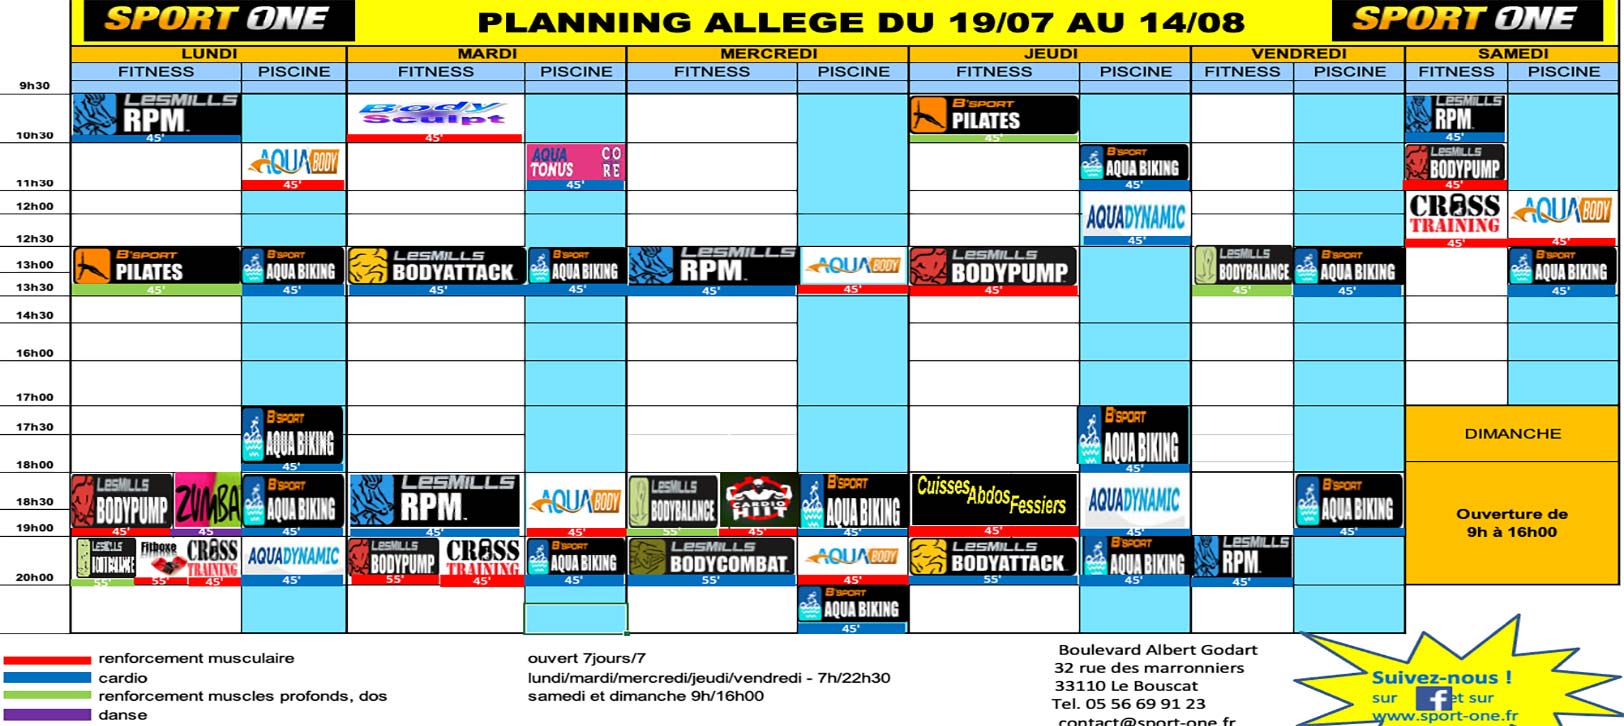 SPORT ONE PLANNING ALLEGE DU 19/07 AU 14/08 SPORT ONE
LUNDI MARDI MERCREDI JEUDI VENDREDI SAMEDI
FITNESS PISCINE FITNESS PISCINE FITNESS PISCINE FITNESS PISCINE FITNESS PISCINE FITNESS PISCINE
9h30
LESMILLS RPM Body Sculpt B'SPORT PILATES LESMILLS RPM
10h30 45' 45' 45' 45'
AQUA BODY AQUA TONUS CORE B'SPORT AQUA BIKING LESMILLS BODYPUMP
11h30 45' 45' 45' 45'
12h00 AQUADYNAMIC CROSS TRAINING AQUA BODY
12h30 45' 45' 45'
B'SPORT PILATES B'SPORT AQUA BIKING LESMILLS BODYATTACK B'SPORT AQUA BIKING LESMILLS RPM AQUA BODY LESMILLS BODYPUMP LESMILLS BODYBALANCE B'SPORT AQUA BIKING B'SPORT AQUA BIKING
13h00
13h30 45' 45' 45' 45' 45' 45' 45' 45' 45' 45'
14h30
16h00
17h00
17h30 B'SPORT AQUA BIKING B'SPORT AQUA BIKING DIMANCHE
18h00 45' 45'
LESMILLS BODYPUMP ZUMBA B'SPORT AQUA BIKING LESMILLS RPM AQUA BODY LESMILLS BODYBALANCE CARDIO HIIT B'SPORT AQUA BIKING Cuisses Abdos Fessiers AQUADYNAMIC B'SPORT AQUA BIKING
18h30
19h00 45' 45' 45' 45' 45' 55' 45' 45' 45' 45' 45'
Ouverture de
9h à 16h00
LESMILLS BODYBALANCE Fitboxe CROSS TRAINING AQUADYNAMIC LESMILLS BODYPUMP CROSS TRAINING B'SPORT AQUA BIKING LESMILLS BODYCOMBAT AQUA BODY LESMILLS BODYATTACK B'SPORT AQUA BIKING LESMILLS RPM
20h00 55' 55' 45' 45' 55' 45' 45' 55' 45' 55' 45' 45'
B'SPORT AQUA BIKING
45'
renforcement musculaire
cardio
renforcement muscles profonds, dos
danse
ouvert 7jours/7
lundi/mardi/mercredi/jeudi/vendredi - 7h/22h30
samedi et dimanche 9h/16h00
Boulevard Albert Godart
32 rue des marronniers
33110 Le Bouscat
Tel. 05 56 69 91 23
contact@sport-one.fr
Suivez-nous !
sur f et sur
www.sport-one.fr